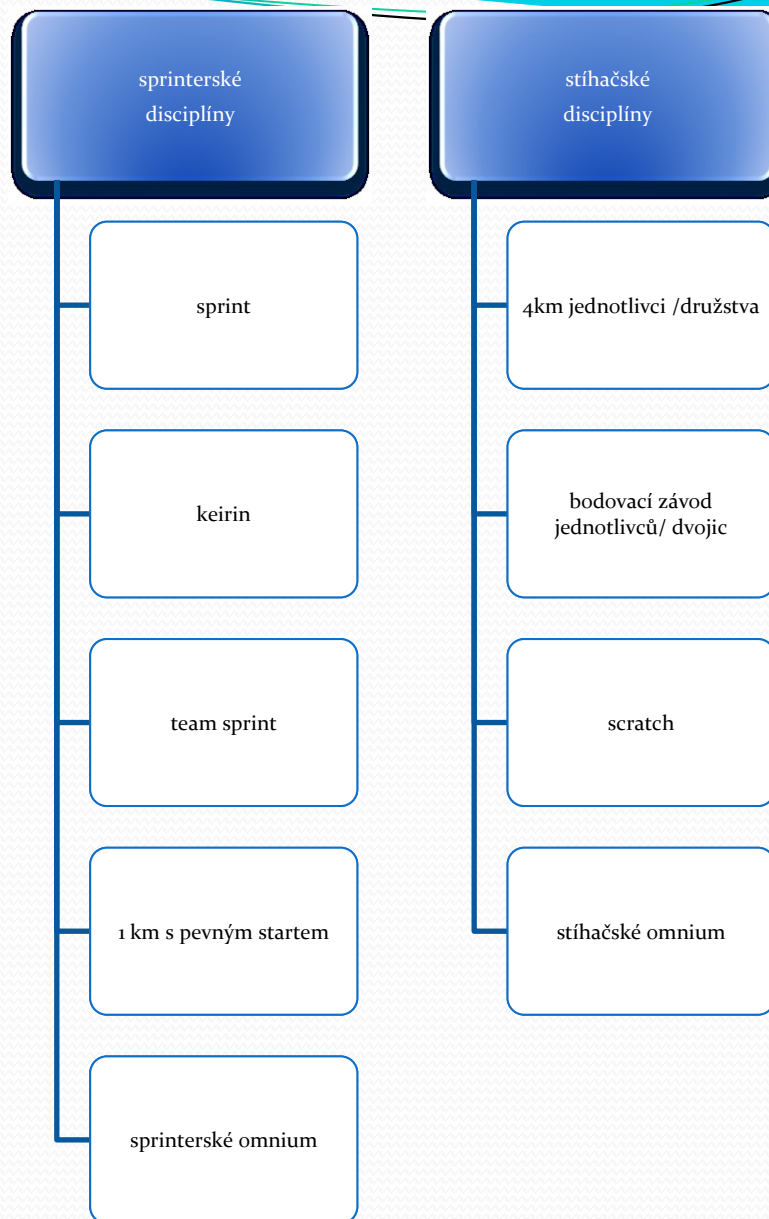 sprinterské
disciplíny
sprint
keirin
team sprint
1 km s pevným startem
sprinterské omnium
stíhačské
disciplíny
4km jednotlivci /družstva
bodovací závod
jednotlivců/ dvojic
scratch
stíhačské omnium